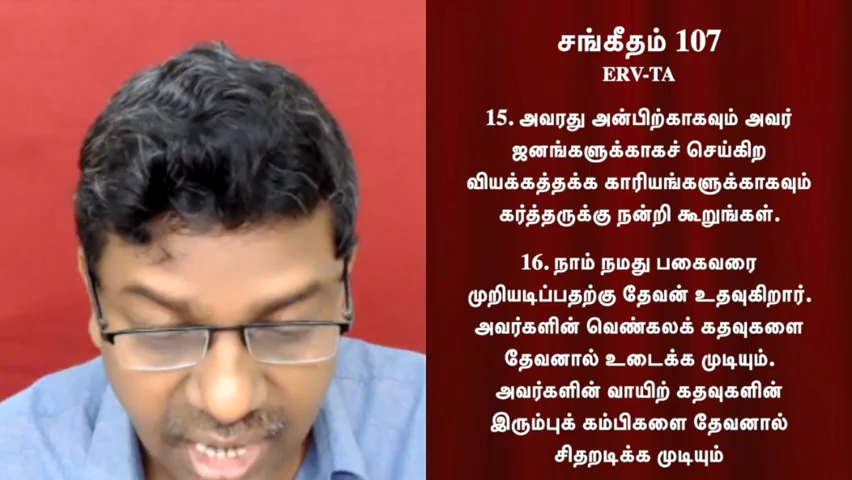 சங்கீதம் 107
ERV-TA
15. அவரது அன்பிற்காகவும் அவர்
ஜனங்களுக்காகச் செய்கிற
வியக்கத்தக்க காரியங்களுக்காகவும்
கர்த்தருக்கு நன்றி கூறுங்கள்.
16. நாம் நமது பகைவரை
முறியடிப்பதற்கு தேவன் உதவுகிறார்.
அவர்களின் வெண்கலக் கதவுகளை
தேவனால் உடைக்க முடியும்.
அவர்களின் வாயிற் கதவுகளின்
இரும்புக் கம்பிகளை தேவனால்
சிதறடிக்க முடியும்